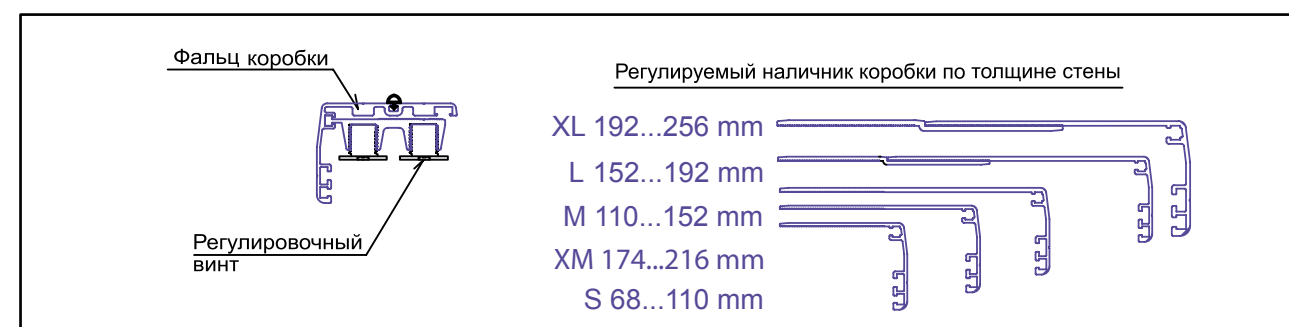 Фальц коробки
Регулируемый наличник коробки по толщине стены
XL 192...256 mm
L 152...192 mm
M 110...152 mm
XM 174...216 mm
S 68...110 mm
Регулировочный
винт